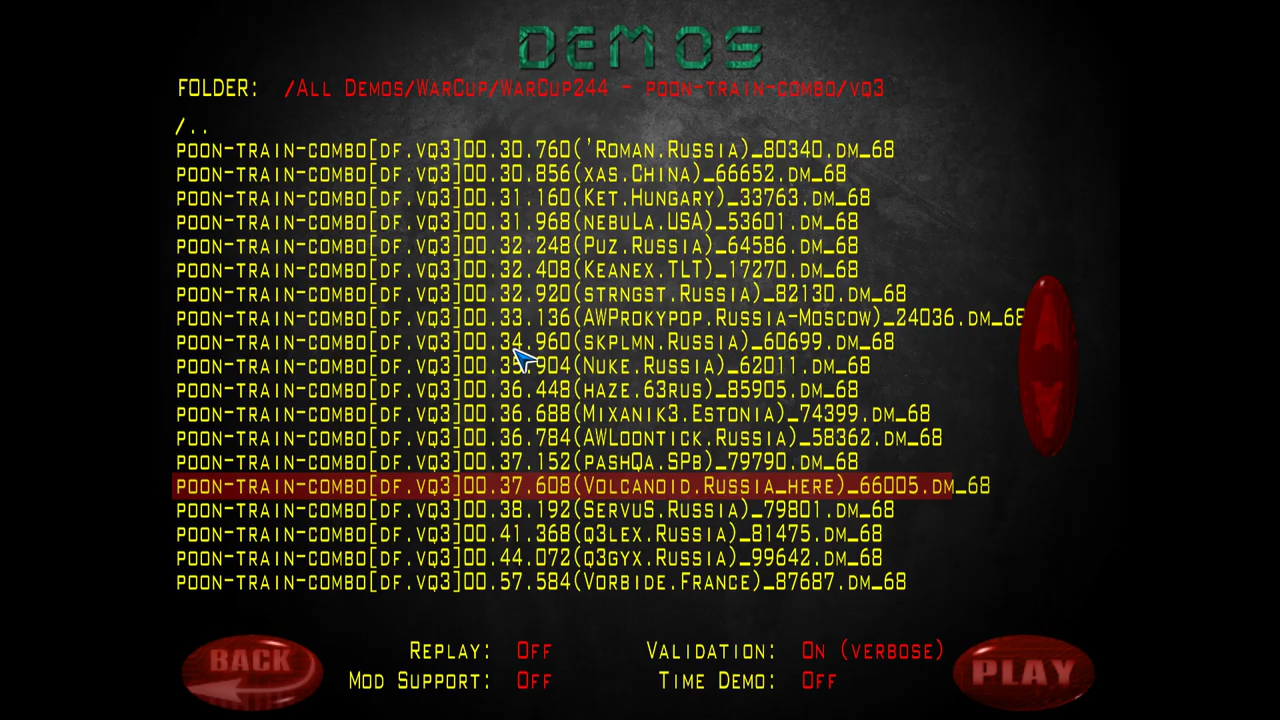 DEMOS
FOLDER: /All Demos/WarCup/WarCup244 - poon-train-combo/vq3
/..
poon-train-combo[df.vq3]00.30.760('Roman.Russia)_80340.dm_68
poon-train-combo[df.vq3]00.30.856(xas.China)_66652.dm_68
poon-train-combo[df.vq3]00.31.160(Ket.Hungary)_33763.dm_68
poon-train-combo[df.vq3]00.31.968(nebuLa.USA)_53601.dm_68
poon-train-combo[df.vq3]00.32.248(Puz.Russia)_64586.dm_68
poon-train-combo[df.vq3]00.32.408(Keanex.TLT)_17270.dm_68
poon-train-combo[df.vq3]00.32.920(strngst.Russia)_82130.dm_68
poon-train-combo[df.vq3]00.33.136(AWProkypop.Russia-Moscow)_24036.dm_68
poon-train-combo[df.vq3]00.34.960(skplmn.Russia)_60699.dm_68
poon-train-combo[df.vq3]00.35.904(Nuke.Russia)_62011.dm_68
poon-train-combo[df.vq3]00.36.448(haze.63rus)_85905.dm_68
poon-train-combo[df.vq3]00.36.688(Mixanik3.Estonia)_74399.dm_68
poon-train-combo[df.vq3]00.36.784(AWLoontick.Russia)_58362.dm_68
poon-train-combo[df.vq3]00.37.152(pashQa.SPb)_79790.dm_68
poon-train-combo[df.vq3]00.37.608(Volcanoid.Russia_here)_66005.dm_68
poon-train-combo[df.vq3]00.38.192(ServuS.Russia)_79801.dm_68
poon-train-combo[df.vq3]00.41.368(q3lex.Russia)_81475.dm_68
poon-train-combo[df.vq3]00.44.072(q3gyx.Russia)_99642.dm_68
poon-train-combo[df.vq3]00.57.584(Vorbide.France)_87687.dm_68
Replay: Off Validation: On (verbose)
Mod Support: Off Time Demo: Off
BACK PLAY